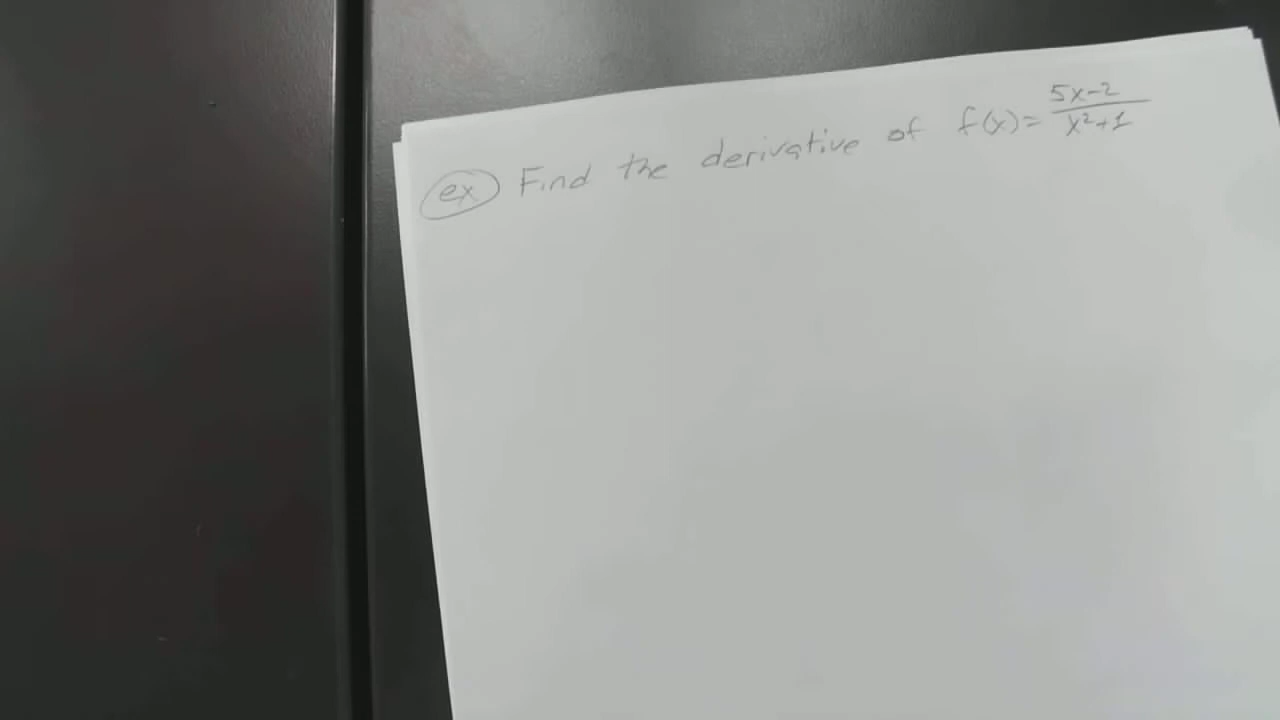 ex Find the derivative of f(x)= 5x-2 / x²+1